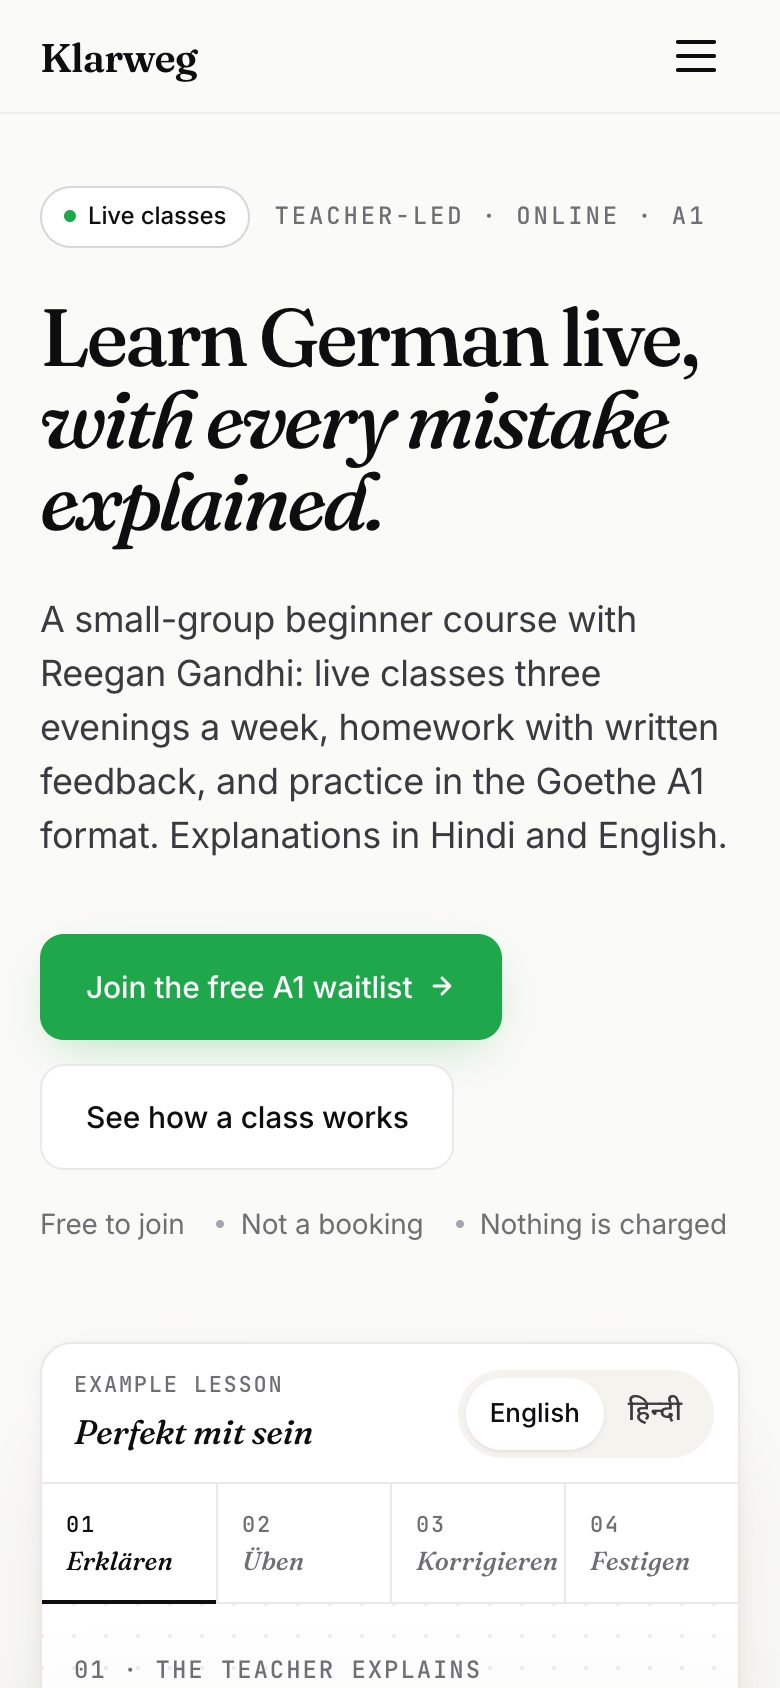 Klarweg
Live classes
TEACHER-LED · ONLINE · A1
Learn German live,
with every mistake
explained.
A small-group beginner course with
Reegan Gandhi: live classes three
evenings a week, homework with written
feedback, and practice in the Goethe A1
format. Explanations in Hindi and English.
Join the free A1 waitlist →
See how a class works
Free to join • Not a booking • Nothing is charged
EXAMPLE LESSON
Perfekt mit sein
English हिन्दी
01 02 03 04
Erklären Üben Korrigieren Festigen
01 · THE TEACHER EXPLAINS